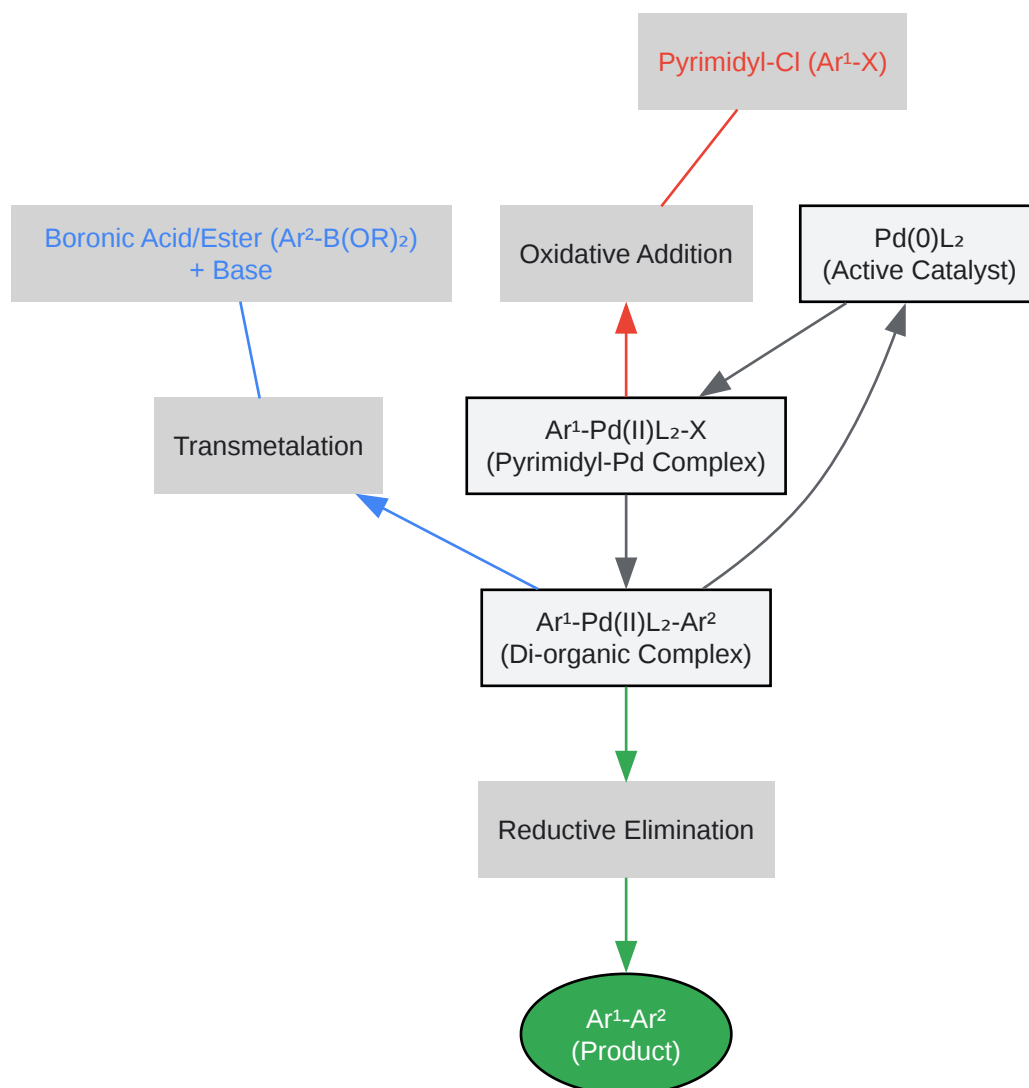 Pyrimidyl-Cl (Ar¹-X)
Boronic Acid/Ester (Ar²-B(OR)₂)
+ Base
Oxidative Addition
Pd(0)L₂
(Active Catalyst)
Transmetalation
Ar¹-Pd(II)L₂-X
(Pyrimidyl-Pd Complex)
Ar¹-Pd(II)L₂-Ar²
(Di-organic Complex)
Reductive Elimination
Ar¹-Ar²
(Product)